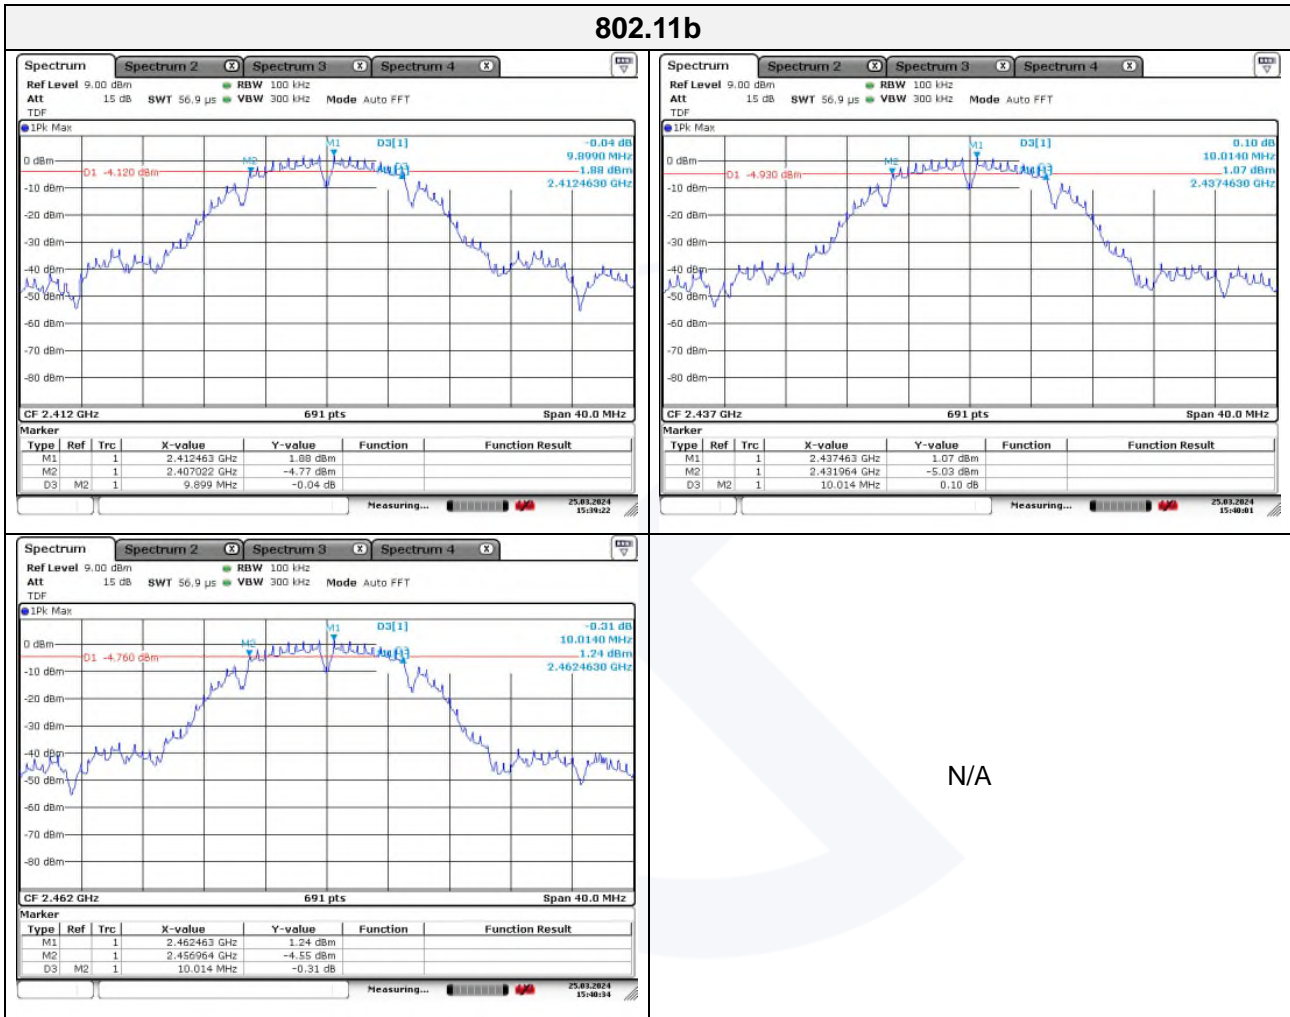 802.11b
Spectrum Spectrum 2 Spectrum 3 Spectrum 4
Ref Level 9.00 dBm RBW 100 kHz
Att 15 dB SWT 56.9 µs VBW 300 kHz Mode Auto FFT
TDF
1Pk Max
M1 D3[1] -0.04 dB
9.8990 MHz
0 dBm M2 1.88 dBm
D1 -4.120 dBm 2.4124630 GHz
-10 dBm
-20 dBm
-30 dBm
-40 dBm
-50 dBm
-60 dBm
-70 dBm
-80 dBm
CF 2.412 GHz 691 pts Span 40.0 MHz
Marker
Type Ref Trc X-value Y-value Function Function Result
M1 1 2.412463 GHz 1.88 dBm
M2 1 2.407022 GHz -4.77 dBm
D3 M2 1 9.899 MHz -0.04 dB
Measuring... 25.03.2024
15:39:22
Spectrum Spectrum 2 Spectrum 3 Spectrum 4
Ref Level 9.00 dBm RBW 100 kHz
Att 15 dB SWT 56.9 µs VBW 300 kHz Mode Auto FFT
TDF
1Pk Max
M1 D3[1] 0.10 dB
10.0140 MHz
0 dBm M2 1.07 dBm
D1 -4.930 dBm 2.4374630 GHz
-10 dBm
-20 dBm
-30 dBm
-40 dBm
-50 dBm
-60 dBm
-70 dBm
-80 dBm
CF 2.437 GHz 691 pts Span 40.0 MHz
Marker
Type Ref Trc X-value Y-value Function Function Result
M1 1 2.437463 GHz 1.07 dBm
M2 1 2.431964 GHz -5.03 dBm
D3 M2 1 10.014 MHz 0.10 dB
Measuring... 25.03.2024
15:40:01
Spectrum Spectrum 2 Spectrum 3 Spectrum 4
Ref Level 9.00 dBm RBW 100 kHz
Att 15 dB SWT 56.9 µs VBW 300 kHz Mode Auto FFT
TDF
1Pk Max
M1 D3[1] -0.31 dB
10.0140 MHz
0 dBm M2 1.24 dBm
D1 -4.760 dBm 2.4624630 GHz
-10 dBm
-20 dBm
-30 dBm
-40 dBm
-50 dBm
-60 dBm
-70 dBm
-80 dBm
CF 2.462 GHz 691 pts Span 40.0 MHz
Marker
Type Ref Trc X-value Y-value Function Function Result
M1 1 2.462463 GHz 1.24 dBm
M2 1 2.456964 GHz -4.55 dBm
D3 M2 1 10.014 MHz -0.31 dB
Measuring... 25.03.2024
15:40:34
N/A